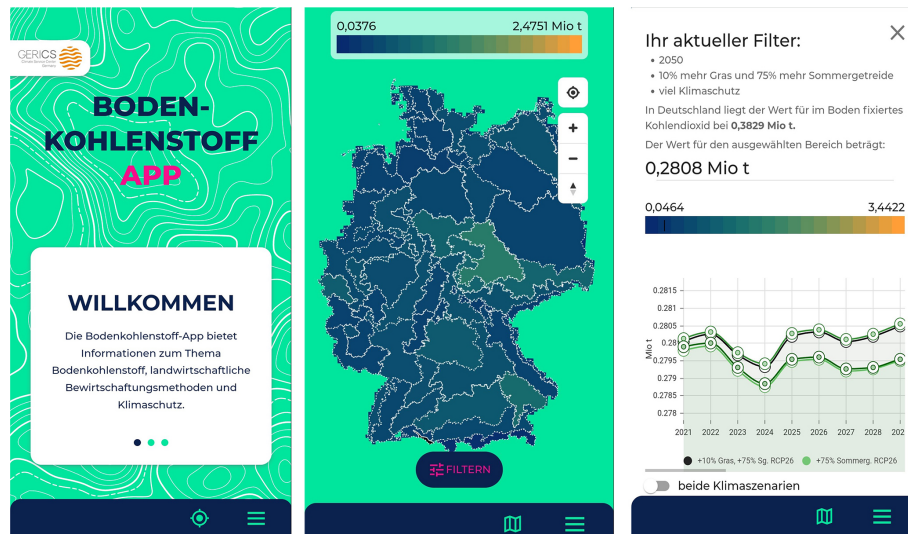 GERICS
Climate Service Center
Germany
BODEN-
KOHLENSTOFF
APP
WILLKOMMEN
Die Bodenkohlenstoff-App bietet
Informationen zum Thema
Bodenkohlenstoff, landwirtschaftliche
Bewirtschaftungsmethoden und
Klimaschutz.
0,0376 2,4751 Mio t
FILTERN
Ihr aktueller Filter:
• 2050
• 10% mehr Gras und 75% mehr Sommergetreide
• viel Klimaschutz
In Deutschland liegt der Wert für im Boden fixiertes
Kohlendioxid bei 0,3829 Mio t.
Der Wert für den ausgewählten Bereich beträgt:
0,2808 Mio t
0,0464 3,4422
Mio t
0.2815
0.281
0.2805
0.28
0.2795
0.279
0.2785
0.278
2021 2022 2023 2024 2025 2026 2027 2028 202
+10% Gras, +75% Sg. RCP26 +75% Sommerg. RCP26
beide Klimaszenarien